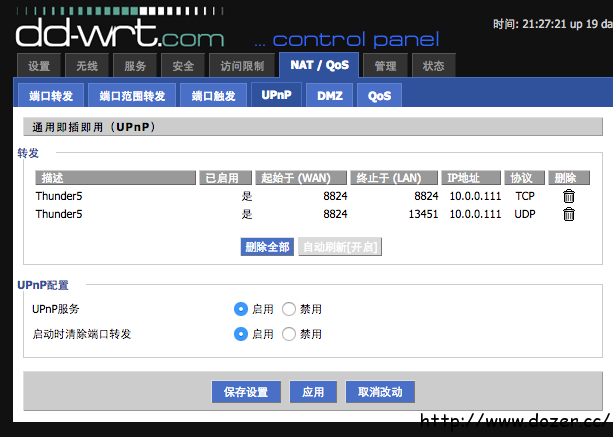 dd-wrt.com ... control panel
时间: 21:27:21 up 19 da
设置 无线 服务 安全 访问限制 NAT / QoS 管理 状态
端口转发 端口范围转发 端口触发 UPnP DMZ QoS
通用即插即用（UPnP）
转发
描述 已启用 起始于 (WAN) 终止于 (LAN) IP地址 协议 删除
Thunder5 是 8824 8824 10.0.0.111 TCP
Thunder5 是 8824 13451 10.0.0.111 UDP
删除全部 自动刷新[开启]
UPnP配置
UPnP服务 启用 禁用
启动时清除端口转发 启用 禁用
保存设置 应用 取消改动
http://www.dozer.cc/